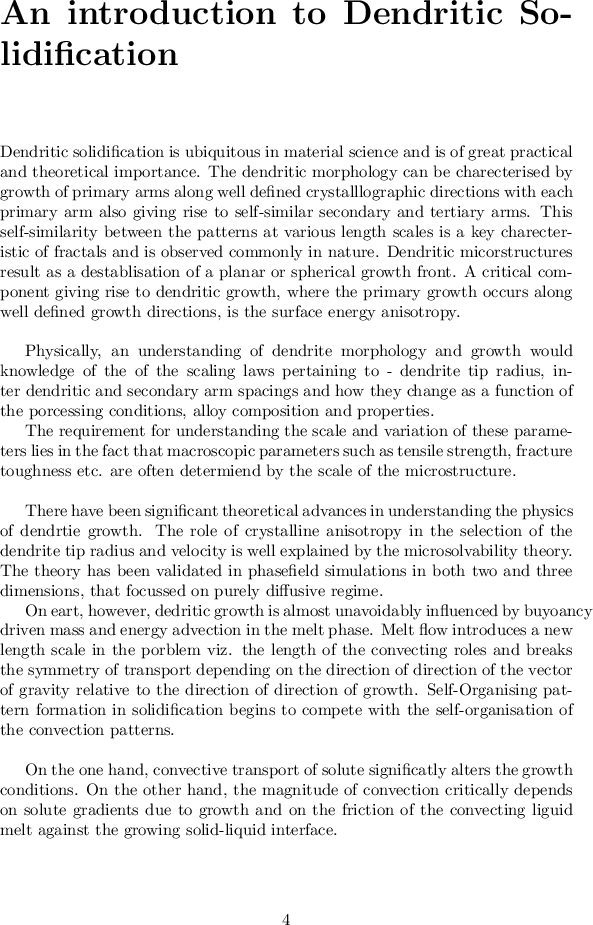 An introduction to Dendritic So-
lidification
Dendritic solidification is ubiquitous in material science and is of great practical
and theoretical importance. The dendritic morphology can be charecterised by
growth of primary arms along well defined crystalllographic directions with each
primary arm also giving rise to self-similar secondary and tertiary arms. This
self-similarity between the patterns at various length scales is a key charecter-
istic of fractals and is observed commonly in nature. Dendritic micorstructures
result as a destablisation of a planar or spherical growth front. A critical com-
ponent giving rise to dendritic growth, where the primary growth occurs along
well defined growth directions, is the surface energy anisotropy.
Physically, an understanding of dendrite morphology and growth would
knowledge of the of the scaling laws pertaining to - dendrite tip radius, in-
ter dendritic and secondary arm spacings and how they change as a function of
the porcessing conditions, alloy composition and properties.
The requirement for understanding the scale and variation of these parame-
ters lies in the fact that macroscopic parameters such as tensile strength, fracture
toughness etc. are often determiend by the scale of the microstructure.
There have been significant theoretical advances in understanding the physics
of dendrtie growth. The role of crystalline anisotropy in the selection of the
dendrite tip radius and velocity is well explained by the microsolvability theory.
The theory has been validated in phasefield simulations in both two and three
dimensions, that focussed on purely diffusive regime.
On eart, however, dedritic growth is almost unavoidably influenced by buyoancy
driven mass and energy advection in the melt phase. Melt flow introduces a new
length scale in the porblem viz. the length of the convecting roles and breaks
the symmetry of transport depending on the direction of direction of the vector
of gravity relative to the direction of direction of growth. Self-Organising pat-
tern formation in solidification begins to compete with the self-organisation of
the convection patterns.
On the one hand, convective transport of solute significatly alters the growth
conditions. On the other hand, the magnitude of convection critically depends
on solute gradients due to growth and on the friction of the convecting liguid
melt against the growing solid-liquid interface.
4